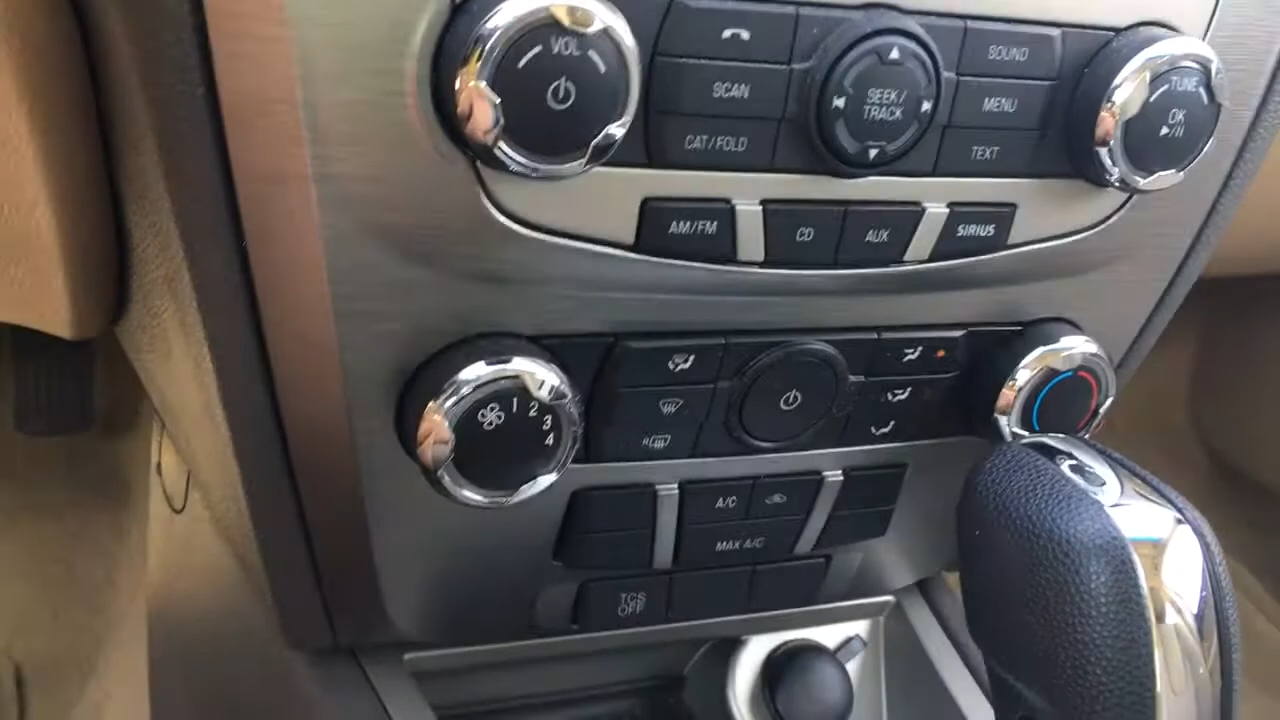 VOL
SCAN
CAT/FOLD
SEEK/
TRACK
SOUND
MENU
TEXT
TUNE
OK
AM/FM
CD
AUX
SIRIUS
1
2
3
4
R
A/C
MAX A/C
TCS
OFF